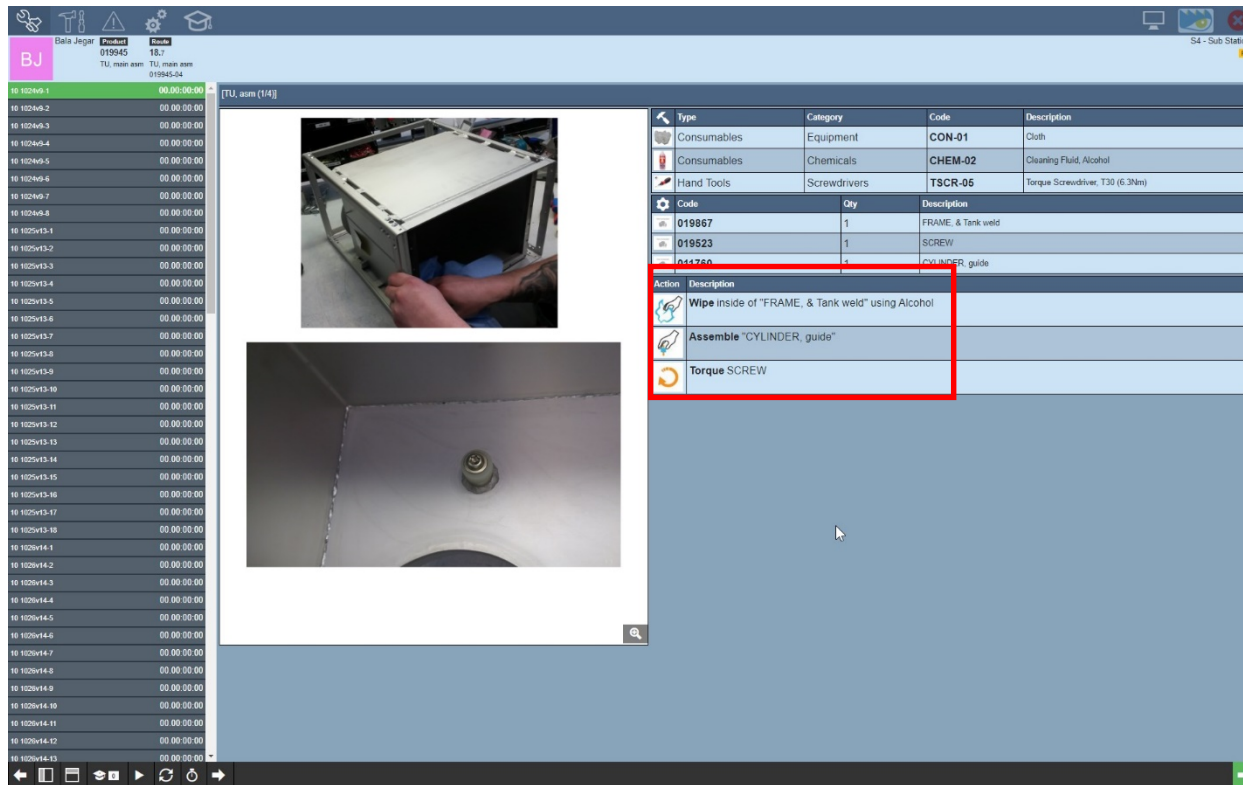 Bala Jegar
BJ
Product
019945
TU, main asm
Route
18.7
TU, main asm
019945-04
S4 - Sub Stati
10 1024v9-1 00.00:00:00
10 1024v9-2 00.00:00:00
10 1024v9-3 00.00:00:00
10 1024v9-4 00.00:00:00
10 1024v9-5 00.00:00:00
10 1024v9-6 00.00:00:00
10 1024v9-7 00.00:00:00
10 1024v9-8 00.00:00:00
10 1025v13-1 00.00:00:00
10 1025v13-2 00.00:00:00
10 1025v13-3 00.00:00:00
10 1025v13-4 00.00:00:00
10 1025v13-5 00.00:00:00
10 1025v13-6 00.00:00:00
10 1025v13-7 00.00:00:00
10 1025v13-8 00.00:00:00
10 1025v13-9 00.00:00:00
10 1025v13-10 00.00:00:00
10 1025v13-11 00.00:00:00
10 1025v13-12 00.00:00:00
10 1025v13-13 00.00:00:00
10 1025v13-14 00.00:00:00
10 1025v13-15 00.00:00:00
10 1025v13-16 00.00:00:00
10 1025v13-17 00.00:00:00
10 1025v13-18 00.00:00:00
10 1026v14-1 00.00:00:00
10 1026v14-2 00.00:00:00
10 1026v14-3 00.00:00:00
10 1026v14-4 00.00:00:00
10 1026v14-5 00.00:00:00
10 1026v14-6 00.00:00:00
10 1026v14-7 00.00:00:00
10 1026v14-8 00.00:00:00
10 1026v14-9 00.00:00:00
10 1026v14-10 00.00:00:00
10 1026v14-11 00.00:00:00
10 1026v14-12 00.00:00:00
10 1026v14-13 00.00:00:00
[TU, asm (1/4)]
Type Category Code Description
Consumables Equipment CON-01 Cloth
Consumables Chemicals CHEM-02 Cleaning Fluid, Alcohol
Hand Tools Screwdrivers TSCR-05 Torque Screwdriver, T30 (6.3Nm)
Code Qty Description
019867 1 FRAME, & Tank weld
019523 1 SCREW
011760 1 CYLINDER, guide
Action Description
Wipe inside of "FRAME, & Tank weld" using Alcohol
Assemble "CYLINDER, guide"
Torque SCREW
0